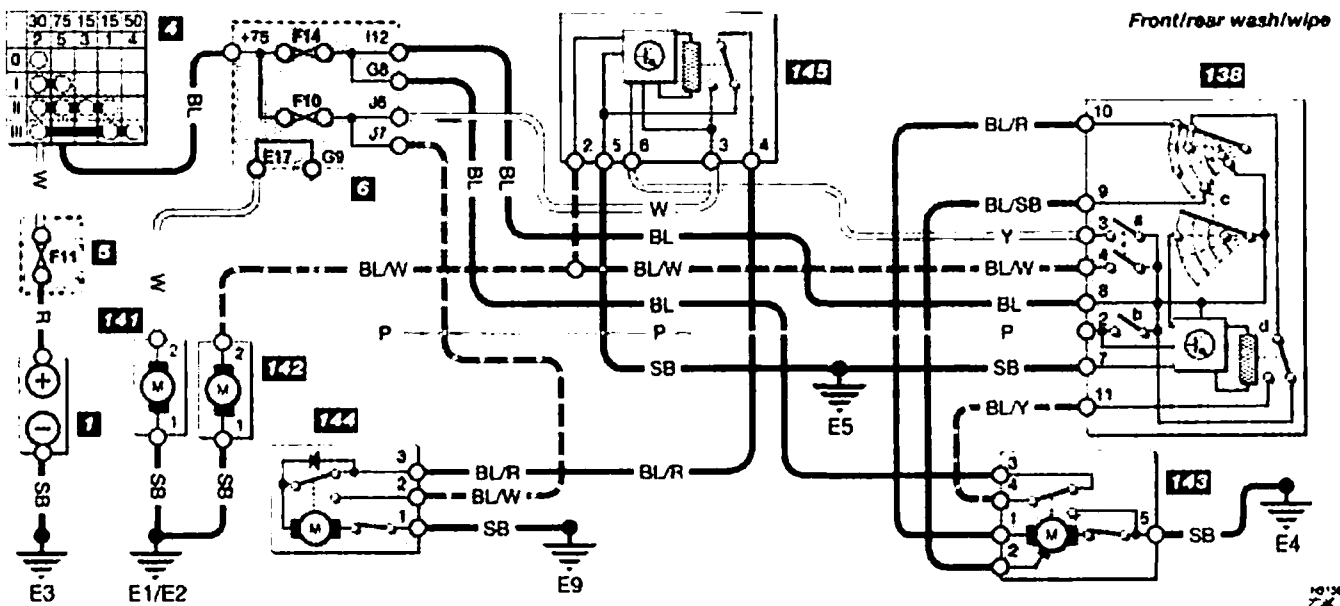 Front/rear wash/wipe
30 75 15 15 50
2 5 3 1 4
0
I
II
III
4
+75 F14 I12
G8
F10 J6
J7
E17 G9
6
BL
W
F11
5
R
1
SB
E3
W
141
2
M
1
SB
142
2
M
1
SB
E1/E2
144
3
2
1
M
BL/R BL/R
BL/W
SB
E9
145
2 5 6 3 4
BL
BL
W
BL
BL/W BL/W
BL
P P
SB
E5
138
BL/R 10
BL/SB 9
Y 3
BL/W 4
BL 8
P 2
SB 7
BL/Y 11
a
b
c
d
143
3
4
1
2
5
M
SB
E4